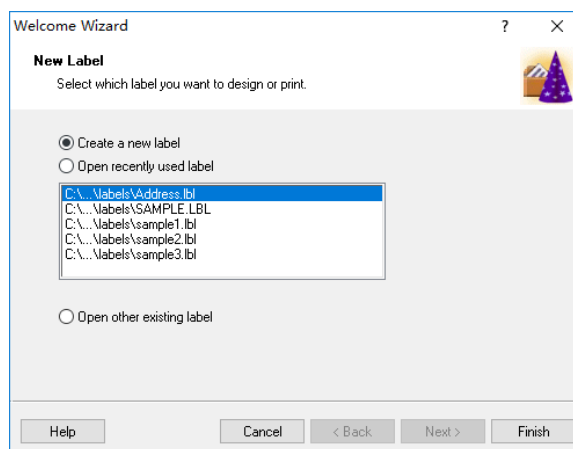 Welcome Wizard
?
New Label
Select which label you want to design or print.
Create a new label
Open recently used label
C:\...\labels\Address.lbl
C:\...\labels\SAMPLE.LBL
C:\...\labels\sample1.lbl
C:\...\labels\sample2.lbl
C:\...\labels\sample3.lbl
Open other existing label
Help Cancel < Back Next > Finish